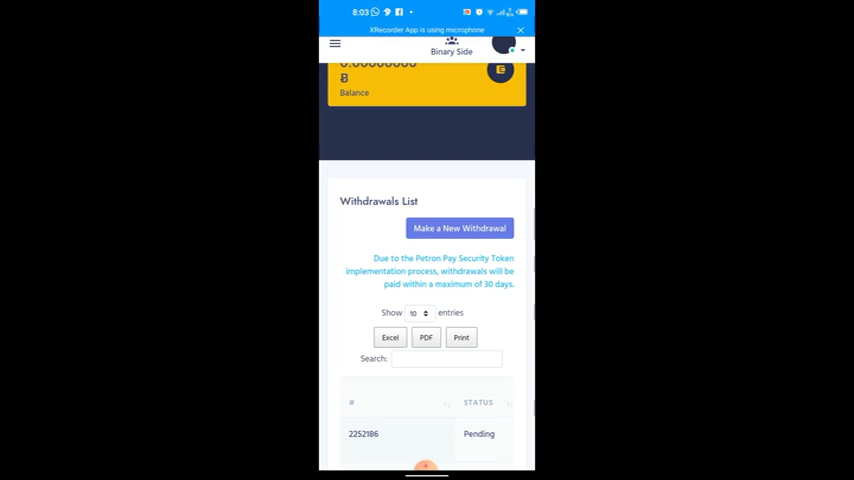 8:03
XRecorder App is using microphone
Binary Side
0.00000000
Ƀ
Balance
Withdrawals List
Make a New Withdrawal
Due to the Petron Pay Security Token
implementation process, withdrawals will be
paid within a maximum of 30 days.
Show 10 entries
Excel PDF Print
Search:
# STATUS
2252186 Pending